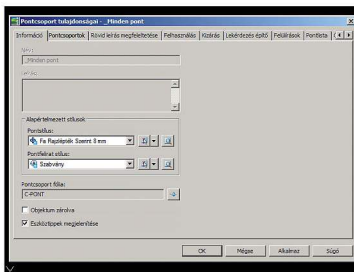 Pontcsoport tulajdonságai - _Minden pont
Információ Pontcsoportok Rövid leírás megfeleltetése Felhasználás Kizárás Lekérdezés építő Felülírások Pontlista
Név:
_Minden pont
Leírás:
Alapértelmezett stílusok
Pontstílus:
Fa Rajzlépték Szerint 8 mm
Pontfelirat stílus:
Szabvány
Pontcsoport fólia:
C-PONT
Objektum zárolva
Eszköztippek megjelenítése
OK Mégse Alkalmaz Súgó